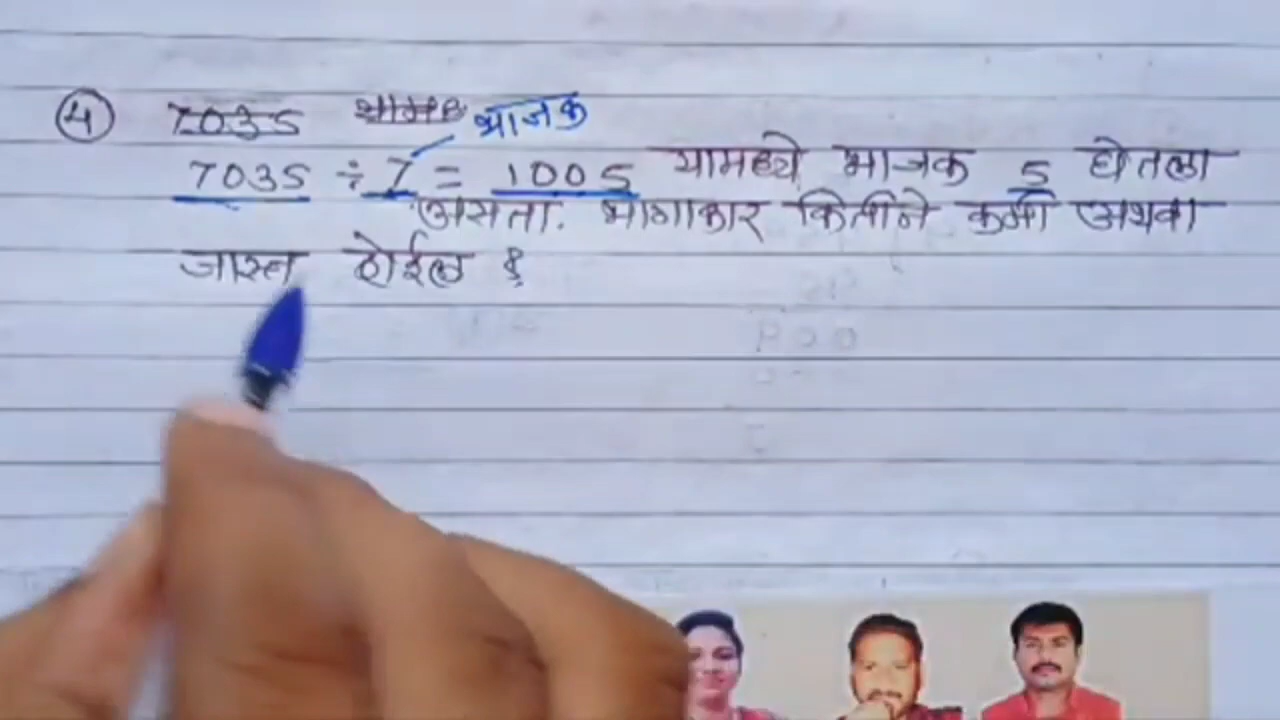 ④ 7035 भाजक
7035 ÷ 7 = 1005 यामध्ये भाजक 5 घेतला
असता. भागाकार कितीने कमी अथवा
जास्त होईल ?